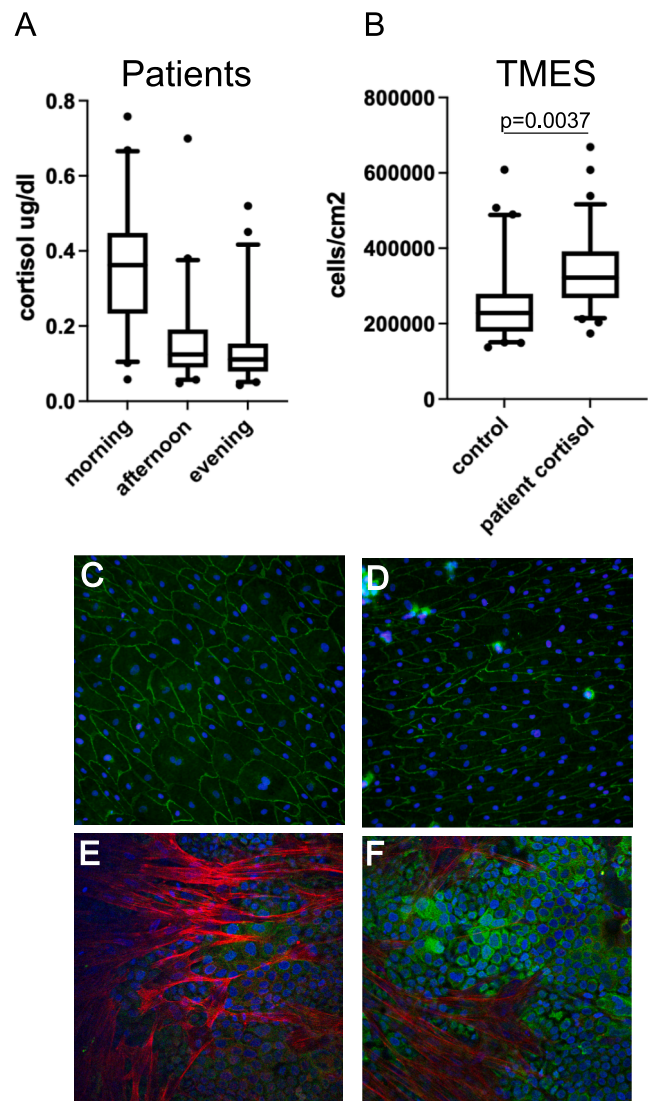 A
Patients
cortisol ug/dl
0.8
0.6
0.4
0.2
0.0
morning
afternoon
evening
B
TMES
p=0.0037
cells/cm2
800000
600000
400000
200000
0
control
patient cortisol
C
D
E
F